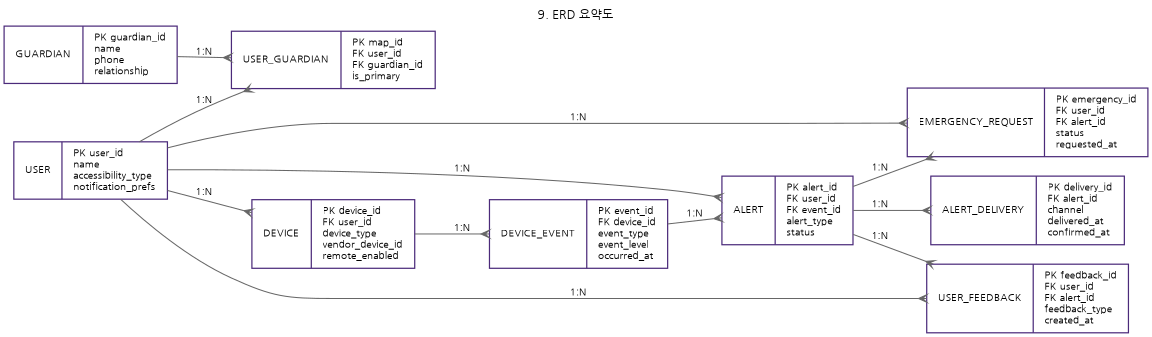 9. ERD 요약도
GUARDIAN
PK guardian_id
name
phone
relationship
1:N
USER_GUARDIAN
PK map_id
FK user_id
FK guardian_id
is_primary
1:N
USER
PK user_id
name
accessibility_type
notification_prefs
1:N
EMERGENCY_REQUEST
PK emergency_id
FK user_id
FK alert_id
status
requested_at
1:N
1:N
DEVICE
PK device_id
FK user_id
device_type
vendor_device_id
remote_enabled
1:N
DEVICE_EVENT
PK event_id
FK device_id
event_type
event_level
occurred_at
1:N
ALERT
PK alert_id
FK user_id
FK event_id
alert_type
status
1:N
1:N
ALERT_DELIVERY
PK delivery_id
FK alert_id
channel
delivered_at
confirmed_at
1:N
1:N
USER_FEEDBACK
PK feedback_id
FK user_id
FK alert_id
feedback_type
created_at